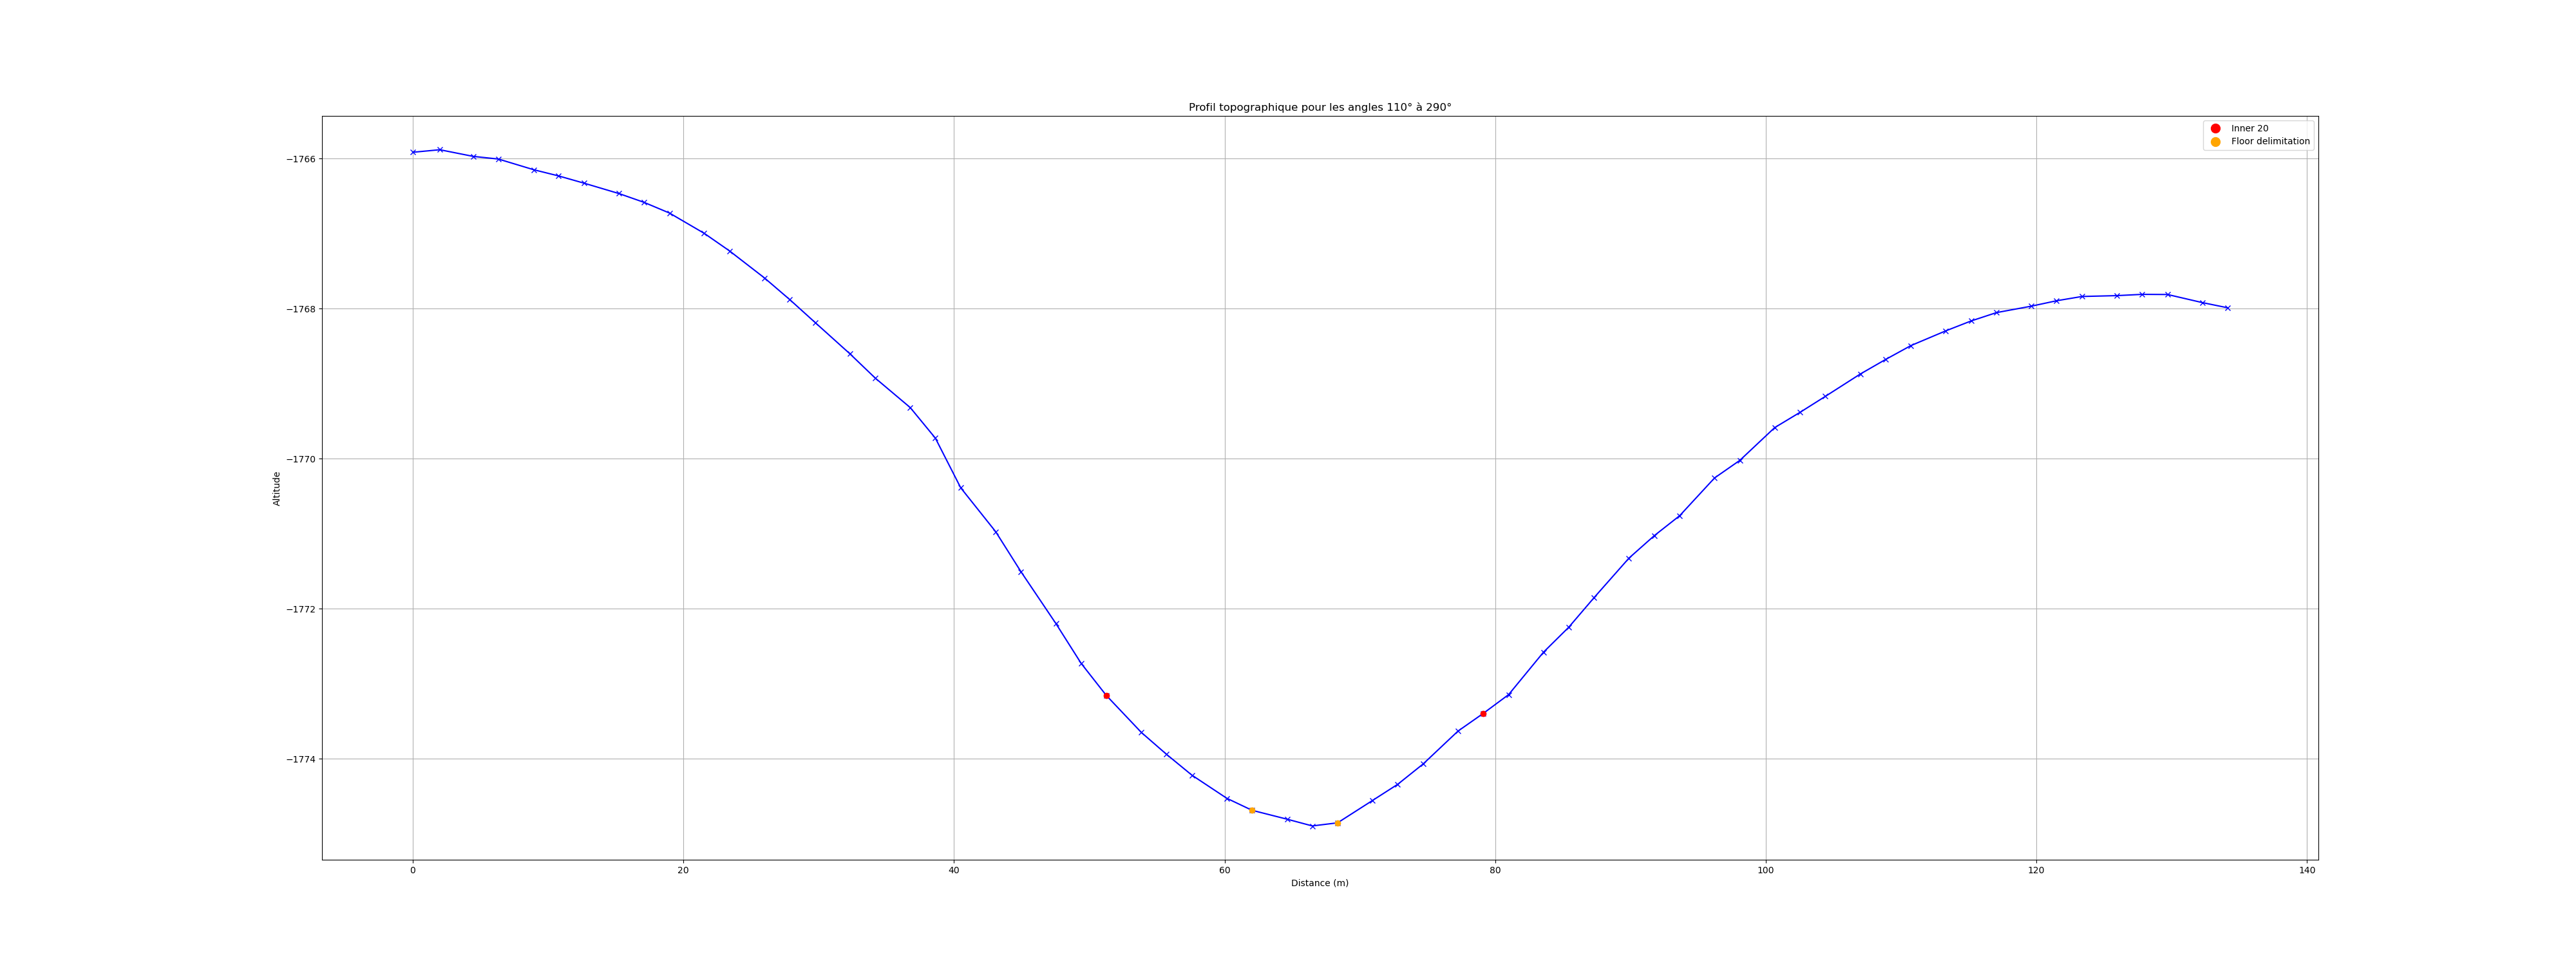 Profil topographique pour les angles 110° à 290°
Inner 20
Floor delimitation
−1766
−1768
−1770
−1772
−1774
Altitude
0 20 40 60 80 100 120 140
Distance (m)